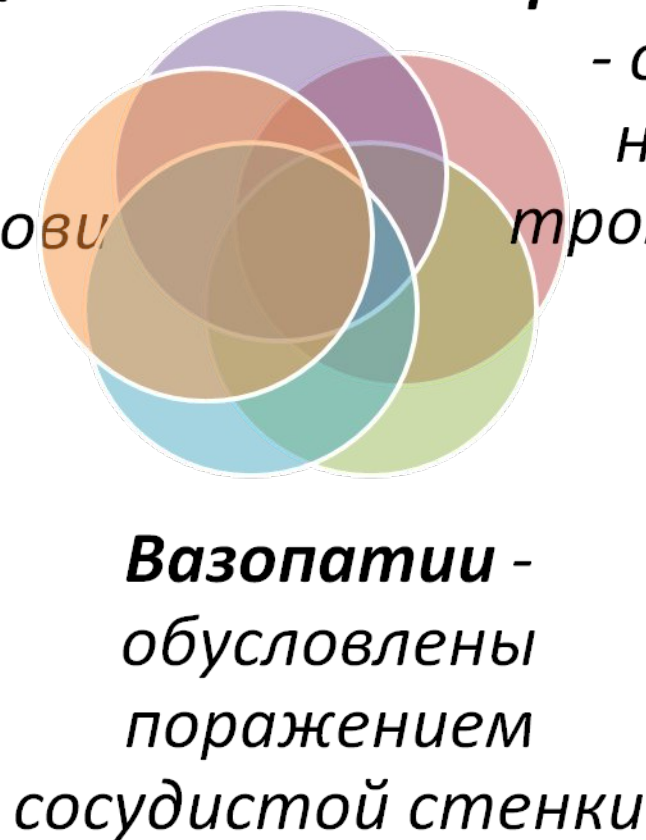 Вазопатии -
обусловлены
поражением
сосудистой стенки